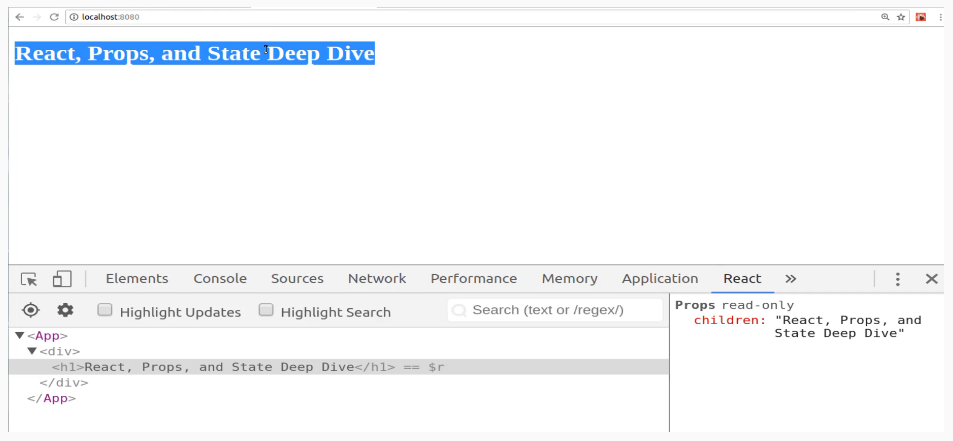 localhost:8080
React, Props, and State Deep Dive
Elements Console Sources Network Performance Memory Application React »
Highlight Updates Highlight Search Search (text or /regex/)
Props read-only
children: "React, Props, and
State Deep Dive"
▼<App>
▼<div>
<h1>React, Props, and State Deep Dive</h1> == $r
</div>
</App>